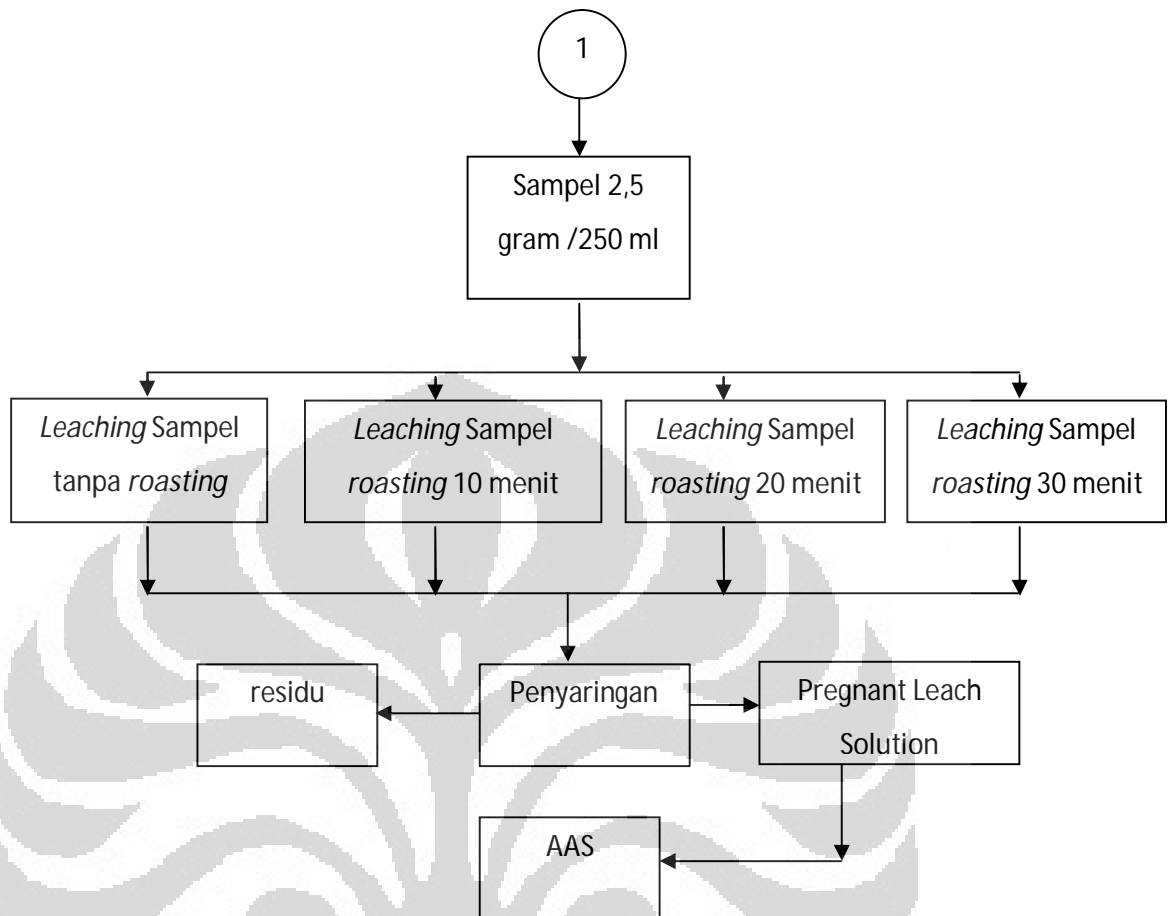 1
Sampel 2,5
gram /250 ml
Leaching Sampel
tanpa roasting
Leaching Sampel
roasting 10 menit
Leaching Sampel
roasting 20 menit
Leaching Sampel
roasting 30 menit
residu
Penyaringan
Pregnant Leach
Solution
AAS